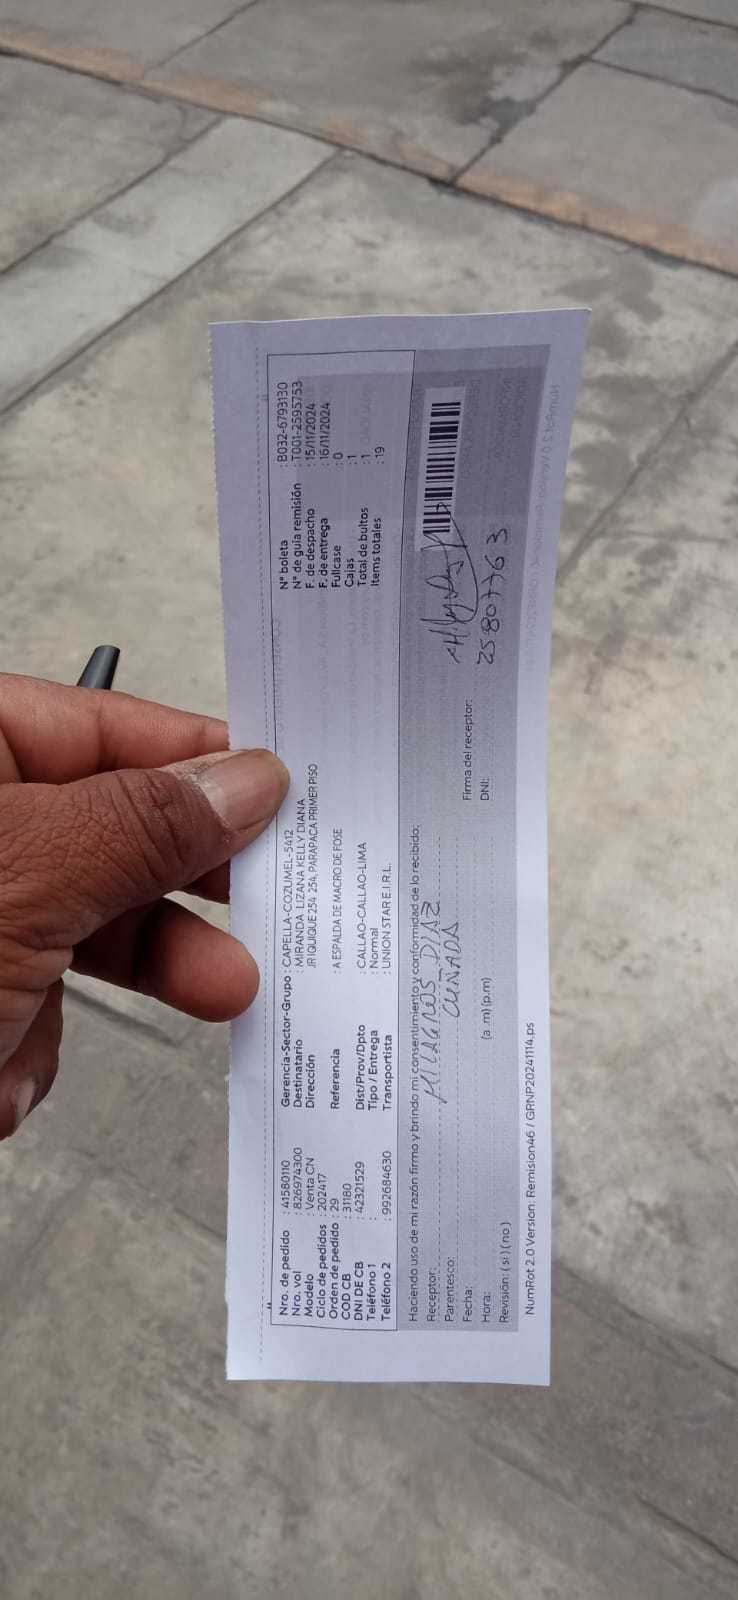 Nro. de pedido : 41580110
Nro. vol : 826974300
Modelo : Venta CN
Ciclo de pedidos : 202417
Orden de pedido : 29
COD CB : 31180
DNI DE CB : 42321529
Teléfono 1 :
Teléfono 2 : 992684630
Gerencia-Sector-Grupo : CAPELLA-COZUMEL-5412
Destinatario : MIRANDA LIZANA KELLY DIANA
Dirección JR IQUIQUE 254 254, PARAPACA PRIMER PISO
Referencia : A ESPALDA DE MACRO DE FOSE
Dist/Prov/Dpto : CALLAO-CALLAO-LIMA
Tipo / Entrega : Normal
Transportista : UNION STAR E.I.R.L.
N° boleta : B032-6793130
N° de guia remisión : T001-2595753
F. de despacho : 15/11/2024
F. de entrega : 16/11/2024
Fullcase : 0
Cajas : 1
Total de bultos : 1
Items totales : 19
Haciendo uso de mi razón firmo y brindo mi consentimiento y conformidad de lo recibido:
Receptor: MILAGROS DIAZ
Parentesco: CUÑADA
Fecha: Firma del receptor:
Hora: (a .m) (p.m) DNI: 25807763
Revisión: ( si ) ( no )
NumRot 2.0 Version: Remision46 / GRNP20241114.ps